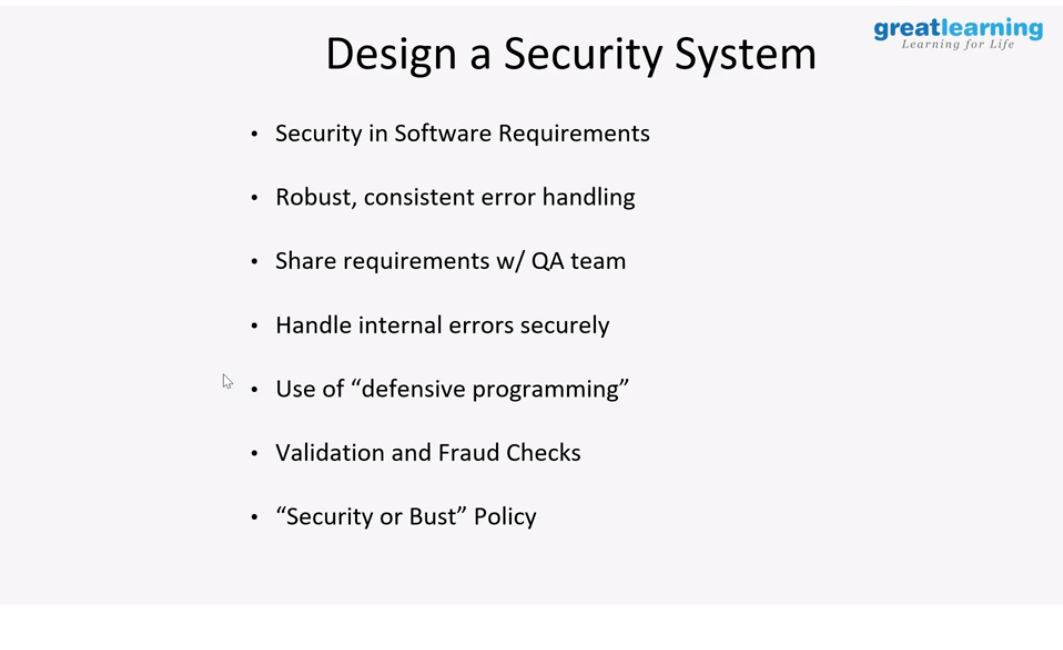 greatlearning
Learning for Life
Design a Security System
• Security in Software Requirements
• Robust, consistent error handling
• Share requirements w/ QA team
• Handle internal errors securely
• Use of “defensive programming”
• Validation and Fraud Checks
• “Security or Bust” Policy